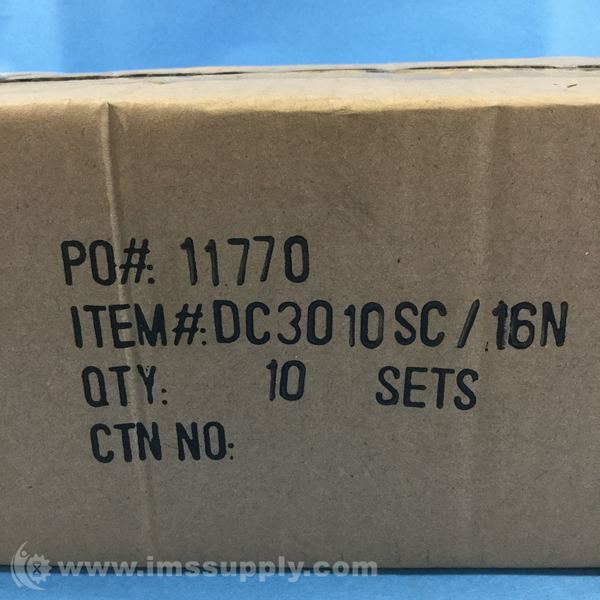 PO#: 11770
ITEM#: DC3010SC / 16N
QTY: 10 SETS
CTN NO:
www.imssupply.com